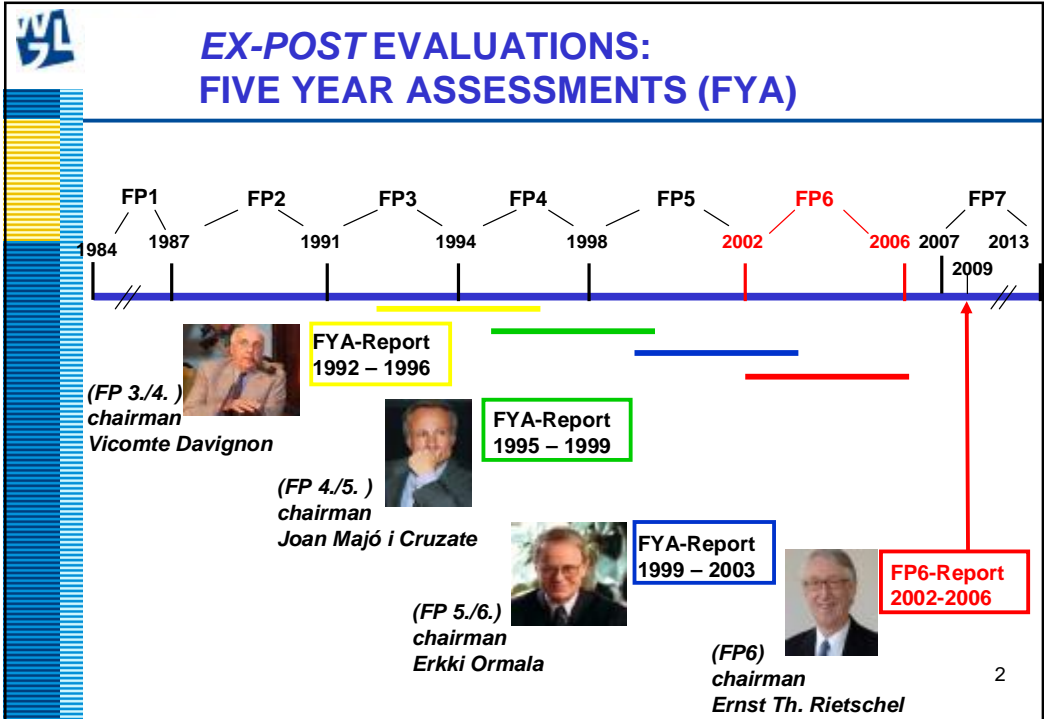 EX-POST EVALUATIONS:
FIVE YEAR ASSESSMENTS (FYA)
FP1
FP2
FP3
FP4
FP5
FP6
FP7
1984
1987
1991
1994
1998
2002
2006
2007
2013
2009
FYA-Report
1992 – 1996
(FP 3./4. )
chairman
Vicomte Davignon
FYA-Report
1995 – 1999
(FP 4./5. )
chairman
Joan Majó i Cruzate
FYA-Report
1999 – 2003
(FP 5./6.)
chairman
Erkki Ormala
FP6-Report
2002-2006
(FP6)
chairman
Ernst Th. Rietschel
2